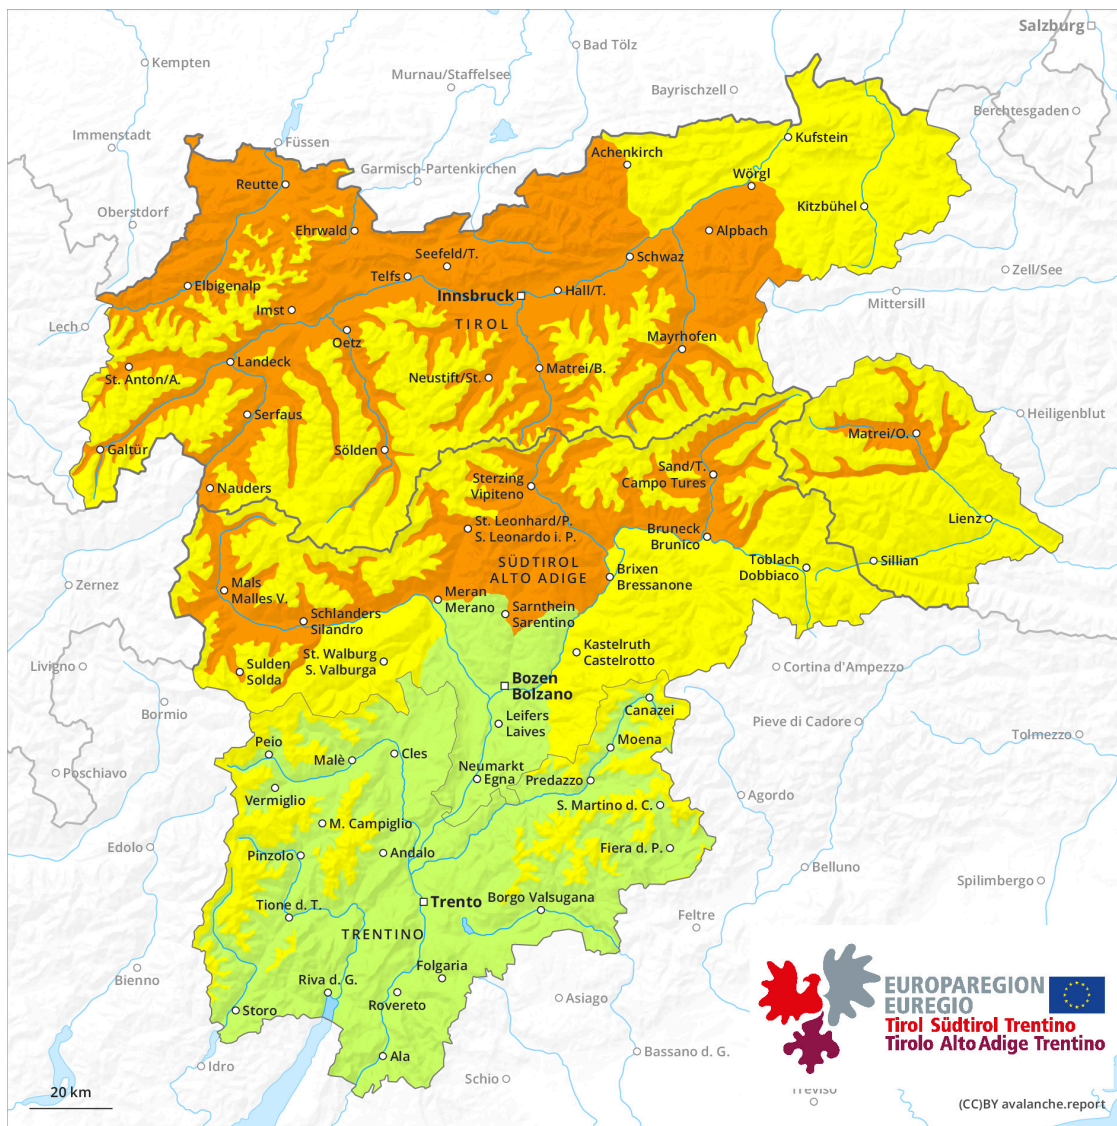 Salzburg
Bad Tölz
Kempten
Murnau/Staffelsee
Bayrischzell
Berchtesgaden
Immenstadt
Füssen
Kufstein
Achenkirch
Garmisch-Partenkirchen
Wörgl
Reutte
Kitzbühel
Oberstdorf
Ehrwald
Alpbach
Seefeld/T.
Schwaz
Zell/See
Telfs
Elbigenalp
Hall/T.
Innsbruck
Mittersill
Imst
TIROL
Lech
Oetz
Mayrhofen
Landeck
Matrei/B.
St. Anton/A.
Neustift/St.
Serfaus
Heiligenblut
Matrei/O.
Galtür
Sölden
Sand/T.
Campo Tures
Sterzing
Vipiteno
Nauders
Lienz
St. Leonhard/P.
S. Leonardo i. P.
Bruneck
Brunico
SÜDTIROL
ALTO ADIGE
Toblach
Dobbiaco
Sillian
Brixen
Bressanone
Zernez
Mals
Malles V.
Meran
Merano
Sarnthein
Sarentino
Schlanders
Silandro
Kastelruth
Castelrotto
St. Walburg
S. Valburga
Livigno
Sulden
Solda
Cortina d'Ampezzo
Bozen
Bolzano
Bormio
Canazei
Leifers
Laives
Pieve di Cadore
Tolmezzo
Peio
Moena
Cles
Malè
Neumarkt
Egna
Poschiavo
Predazzo
Vermiglio
Agordo
S. Martino d. C.
M. Campiglio
Edolo
Fiera d. P.
Pinzolo
Andalo
Belluno
Spilimbergo
Borgo Valsugana
Trento
Tione d. T.
Feltre
TRENTINO
Folgaria
Bienno
Riva d. G.
Rovereto
Asiago
Storo
EUROPAREGION
EUREGIO
Tirol Südtirol Trentino
Tirolo Alto Adige Trentino
Ala
Bassano d. G.
Idro
Schio
Treviso
20 km
(CC)BY avalanche.report